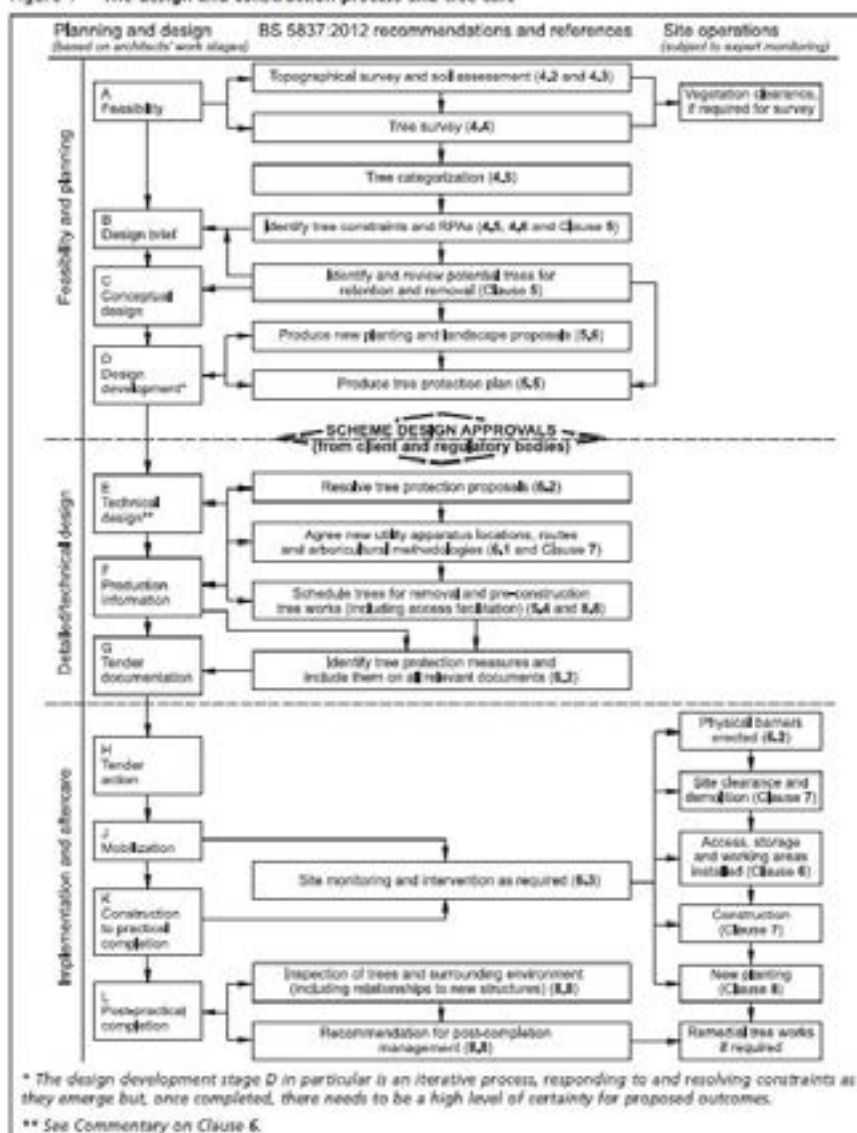 Planning and design
(based on architects' work stages)
BS 5837:2012 recommendations and references
Site operations
(subject to expert monitoring)
Feasibility and planning
A
Feasibility
Topographical survey and soil assessment (4.2 and 4.3)
Vegetation clearance,
if required for survey
Tree survey (4.4)
Tree categorization (4.5)
B
Design brief
Identify tree constraints and RPAs (4.5, 4.6 and Clause 5)
C
Conceptual
design
Identify and review potential trees for
retention and removal (Clause 5)
Produce new planting and landscape proposals (5.6)
D
Design
development*
Produce tree protection plan (5.5)
SCHEME DESIGN APPROVALS
(from client and regulatory bodies)
Detailed/technical design
E
Technical
design**
Resolve tree protection proposals (6.2)
Agree new utility apparatus locations, routes
and arboricultural methodologies (6.1 and Clause 7)
F
Production
information
Schedule trees for removal and pre-construction
tree works (including access facilitation) (5.4 and 8.8)
G
Tender
documentation
Identify tree protection measures and
include them on all relevant documents (6.2)
Implementation and aftercare
H
Tender
action
Physical barriers
erected (6.2)
Site clearance and
demolition (Clause 7)
J
Mobilization
Access, storage
and working areas
installed (Clause 6)
Site monitoring and intervention as required (6.3)
K
Construction
to practical
completion
Construction
(Clause 7)
New planting
(Clause 8)
L
Post-practical
completion
Inspection of trees and surrounding environment
(including relationships to new structures) (8.8)
Recommendation for post-completion
management (8.8)
Remedial tree works
if required
* The design development stage D in particular is an iterative process, responding to and resolving constraints as
they emerge but, once completed, there needs to be a high level of certainty for proposed outcomes.
** See Commentary on Clause 6.